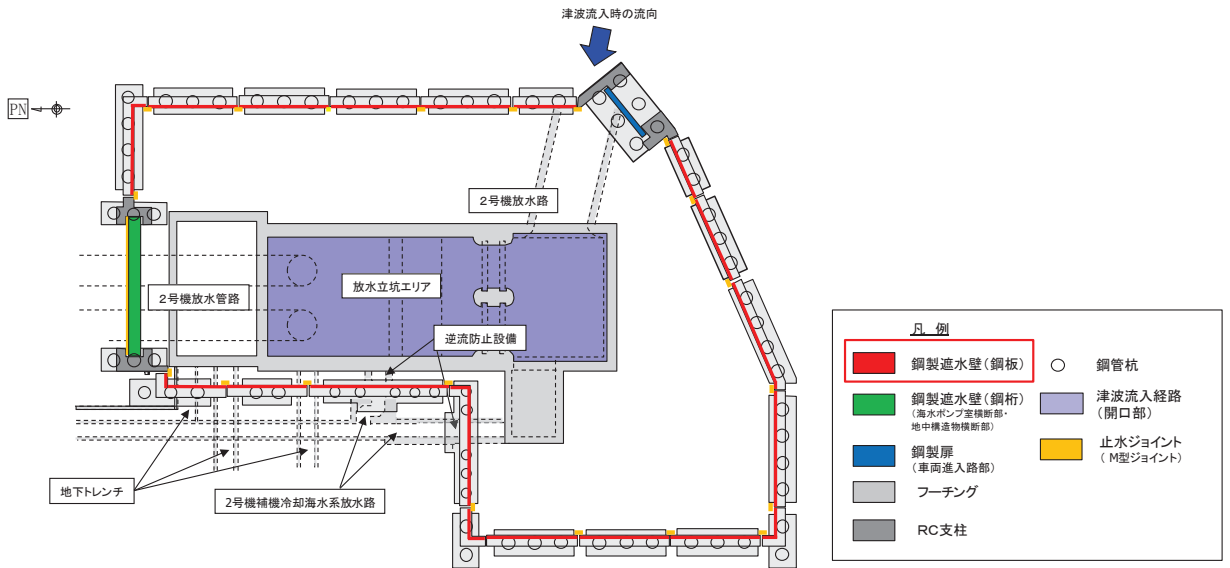 津波流入時の流向
PN
2号機放水路
2号機放水管路
放水立坑エリア
逆流防止設備
地下トレンチ
2号機補機冷却海水系放水路
凡 例
鋼製遮水壁(鋼板)
鋼製遮水壁(鋼桁)
(海水ポンプ室横断部・
地中構造物横断部)
鋼製扉
(車両進入路部)
フーチング
RC支柱
鋼管杭
津波流入経路
(開口部)
止水ジョイント
(M型ジョイント)